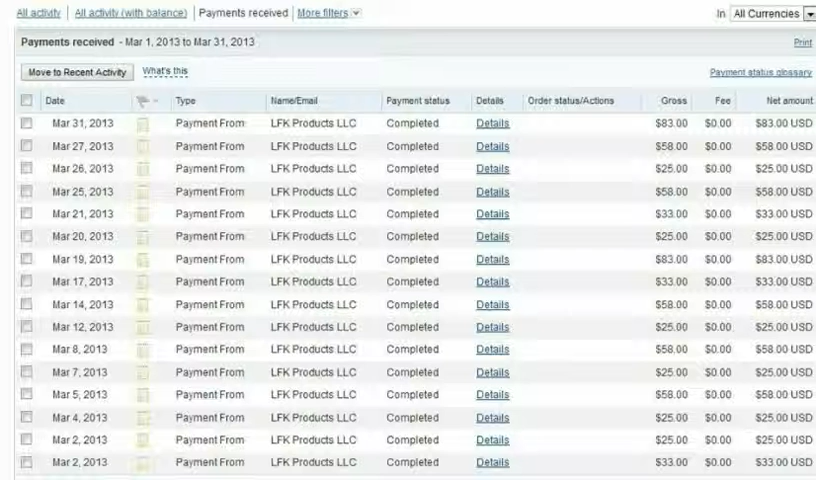 All activity | All activity (with balance) | Payments received | More filters In All Currencies
Payments received - Mar 1, 2013 to Mar 31, 2013 Print
Move to Recent Activity What's this Payment status glossary
Date Type Name/Email Payment status Details Order status/Actions Gross Fee Net amount
Mar 31, 2013 Payment From LFK Products LLC Completed Details $83.00 $0.00 $83.00 USD
Mar 27, 2013 Payment From LFK Products LLC Completed Details $58.00 $0.00 $58.00 USD
Mar 26, 2013 Payment From LFK Products LLC Completed Details $25.00 $0.00 $25.00 USD
Mar 25, 2013 Payment From LFK Products LLC Completed Details $58.00 $0.00 $58.00 USD
Mar 21, 2013 Payment From LFK Products LLC Completed Details $33.00 $0.00 $33.00 USD
Mar 20, 2013 Payment From LFK Products LLC Completed Details $25.00 $0.00 $25.00 USD
Mar 19, 2013 Payment From LFK Products LLC Completed Details $83.00 $0.00 $83.00 USD
Mar 17, 2013 Payment From LFK Products LLC Completed Details $33.00 $0.00 $33.00 USD
Mar 14, 2013 Payment From LFK Products LLC Completed Details $58.00 $0.00 $58.00 USD
Mar 12, 2013 Payment From LFK Products LLC Completed Details $25.00 $0.00 $25.00 USD
Mar 8, 2013 Payment From LFK Products LLC Completed Details $58.00 $0.00 $58.00 USD
Mar 7, 2013 Payment From LFK Products LLC Completed Details $25.00 $0.00 $25.00 USD
Mar 5, 2013 Payment From LFK Products LLC Completed Details $58.00 $0.00 $58.00 USD
Mar 4, 2013 Payment From LFK Products LLC Completed Details $25.00 $0.00 $25.00 USD
Mar 2, 2013 Payment From LFK Products LLC Completed Details $25.00 $0.00 $25.00 USD
Mar 2, 2013 Payment From LFK Products LLC Completed Details $33.00 $0.00 $33.00 USD